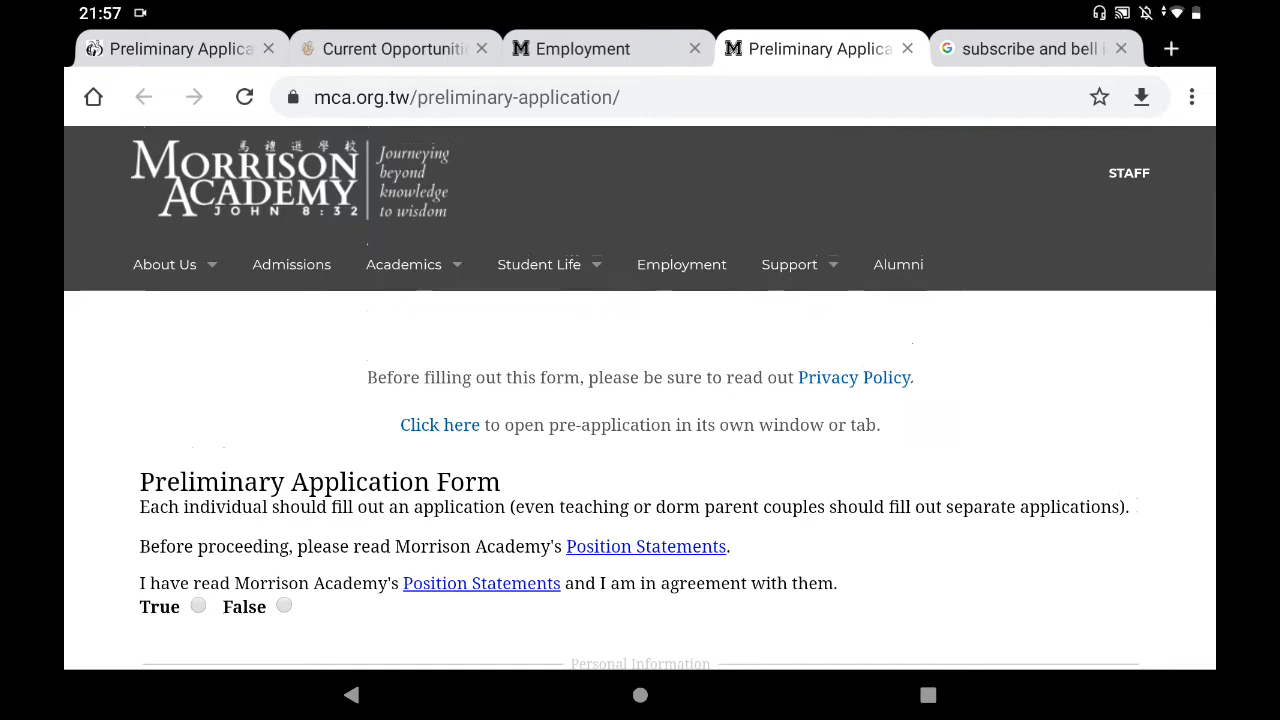 21:57
Preliminary Applica
Current Opportuniti
Employment
Preliminary Applica
subscribe and bell i
mca.org.tw/preliminary-application/
馬禮遜學校
MORRISON
ACADEMY
JOHN 8:32
Journeying
beyond
knowledge
to wisdom
STAFF
About Us Admissions Academics Student Life Employment Support Alumni
Before filling out this form, please be sure to read out Privacy Policy.
Click here to open pre-application in its own window or tab.
Preliminary Application Form
Each individual should fill out an application (even teaching or dorm parent couples should fill out separate applications).
Before proceeding, please read Morrison Academy's Position Statements.
I have read Morrison Academy's Position Statements and I am in agreement with them.
True False
Personal Information